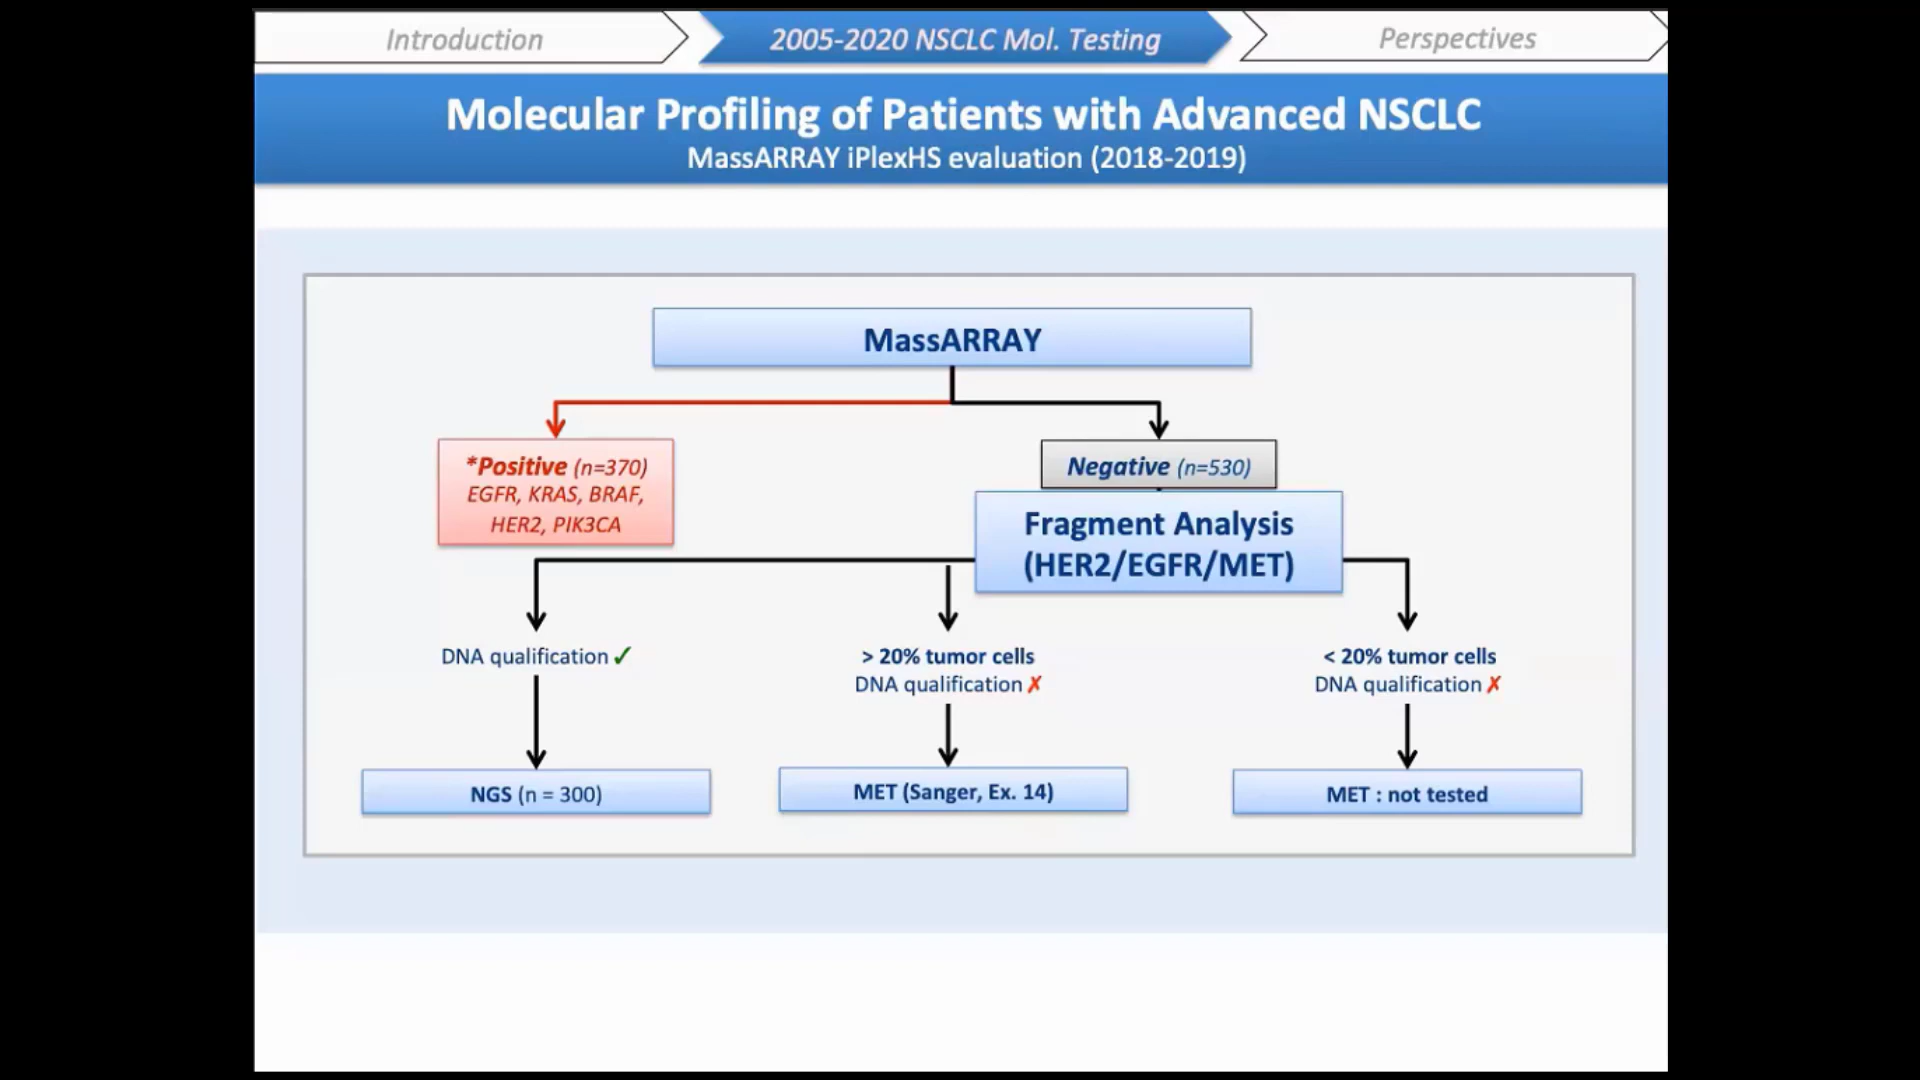 Introduction
2005-2020 NSCLC Mol. Testing
Perspectives
Molecular Profiling of Patients with Advanced NSCLC
MassARRAY iPlexHS evaluation (2018-2019)
MassARRAY
*Positive (n=370)
EGFR, KRAS, BRAF,
HER2, PIK3CA
Negative (n=530)
Fragment Analysis
(HER2/EGFR/MET)
DNA qualification ✓
> 20% tumor cells
DNA qualification ✗
< 20% tumor cells
DNA qualification ✗
NGS (n = 300)
MET (Sanger, Ex. 14)
MET : not tested